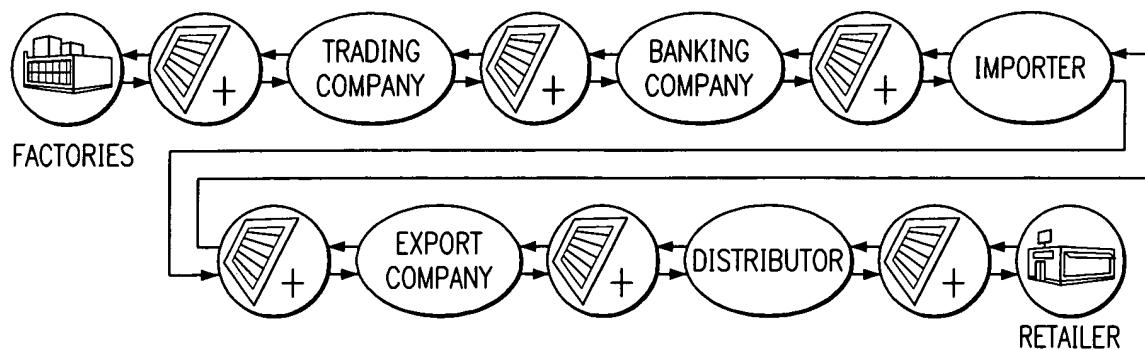 +
TRADING
COMPANY
+
BANKING
COMPANY
+
IMPORTER
FACTORIES
+
EXPORT
COMPANY
+
DISTRIBUTOR
+
RETAILER